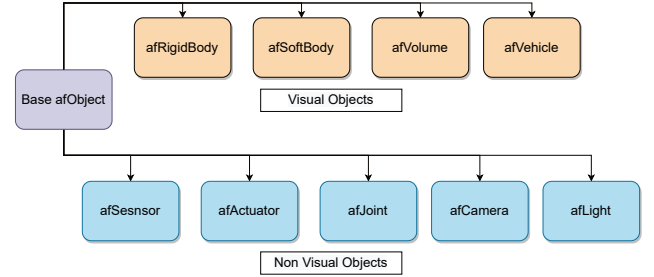 afRigidBody
afSoftBody
afVolume
afVehicle
Base afObject
Visual Objects
afSesnsor
afActuator
afJoint
afCamera
afLight
Non Visual Objects